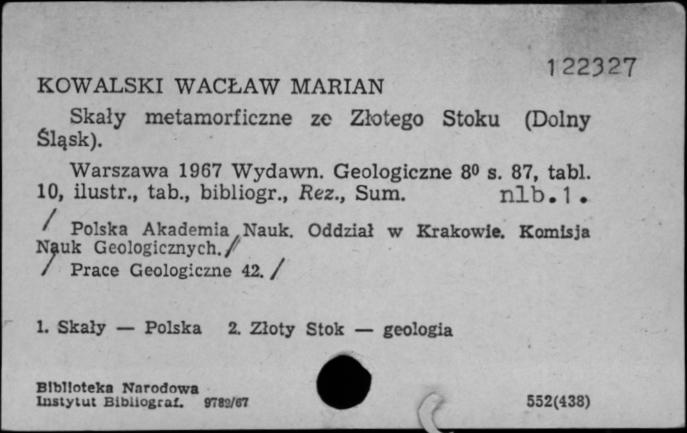 122327
KOWALSKI WACŁAW MARIAN
Skały metamorficzne ze Złotego Stoku (Dolny
Śląsk).
Warszawa 1967 Wydawn. Geologiczne 8⁰ s. 87, tabl.
10, ilustr., tab., bibliogr., Rez., Sum. nlb.1.
/ Polska Akademia Nauk. Oddział w Krakowie. Komisja
Nauk Geologicznych./
/ Prace Geologiczne 42./
1. Skały — Polska 2. Złoty Stok — geologia
Biblioteka Narodowa
Instytut Bibliograf. 9782/67 552(438)